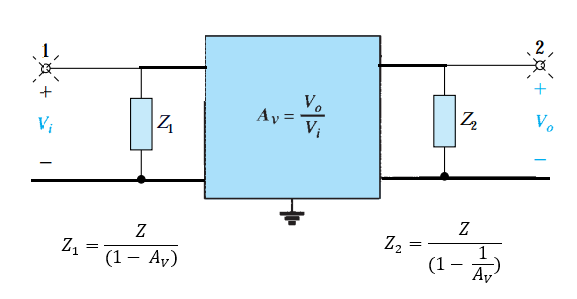 1
2
+
+
V_i
Z_1
A_v = V_o / V_i
Z_2
V_o
−
−
Z_1 = Z / (1 − A_V)
Z_2 = Z / (1 − 1 / A_V)